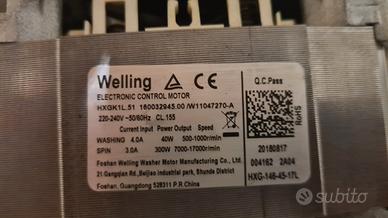 Welling
ELECTRONIC CONTROL MOTOR
HXGK1L.51 160032945.00 /W11047270-A
220-240V ~50/60Hz CL.155
Current Input Power Output Speed
WASHING 4.0A 40W 500-1000r/min
SPIN 3.0A 300W 7000-17000r/min
Foshan Welling Washer Motor Manufacturing Co., Ltd.
21 Gangqian Rd., Beijiao industrial park, Shunde District
Foshan, Guangdong 528311 P.R.China
Q.C.Pass
RoHS
20180817
004162 2A04
HXG-146-45-17L
subito